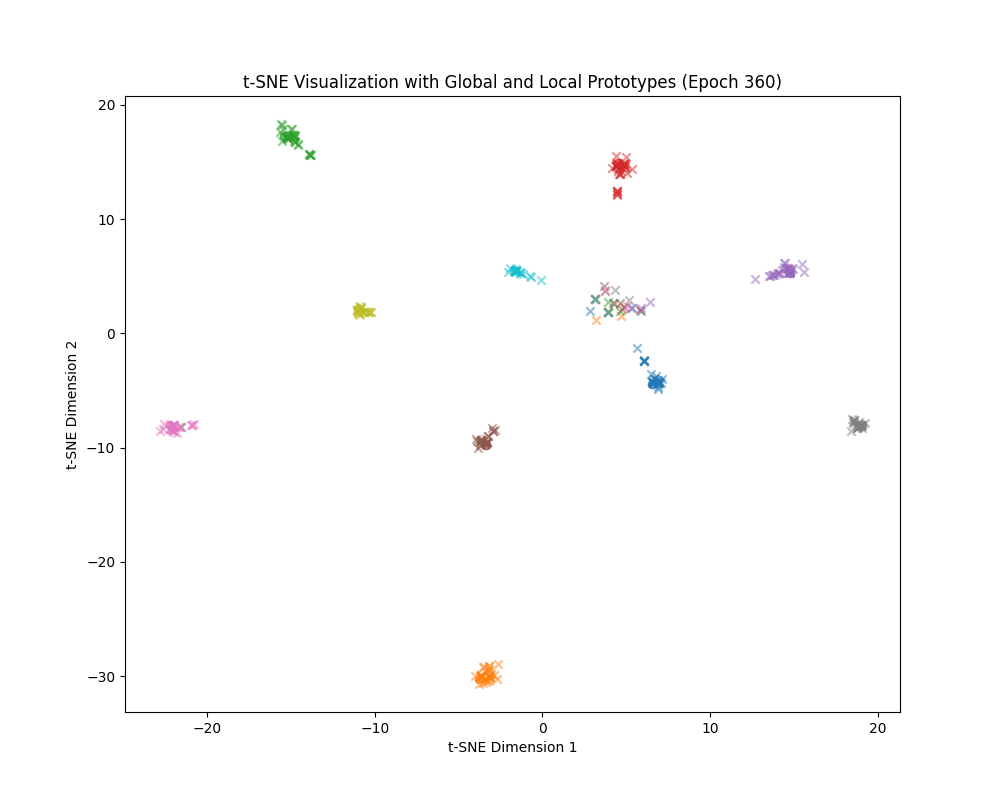 t-SNE Visualization with Global and Local Prototypes (Epoch 360)
20
10
0
−10
−20
−30
t-SNE Dimension 2
−20 −10 0 10 20
t-SNE Dimension 1